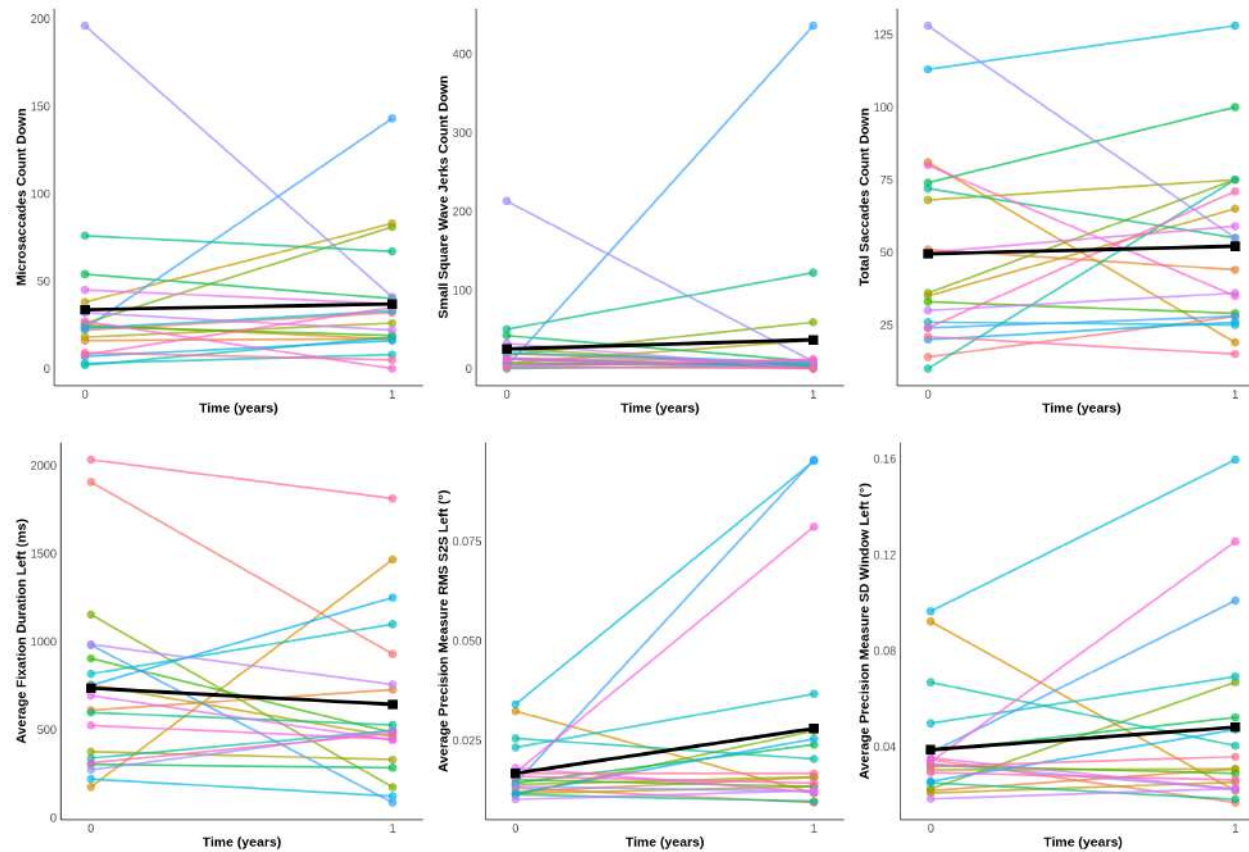 Microsaccades Count Down
200
150
100
50
0
0 1
Time (years)
Small Square Wave Jerks Count Down
400
300
200
100
0
0 1
Time (years)
Total Saccades Count Down
125
100
75
50
25
0 1
Time (years)
Average Fixation Duration Left (ms)
2000
1500
1000
500
0
0 1
Time (years)
Average Precision Measure RMS S2S Left (°)
0.075
0.050
0.025
0 1
Time (years)
Average Precision Measure SD Window Left (°)
0.16
0.12
0.08
0.04
0 1
Time (years)